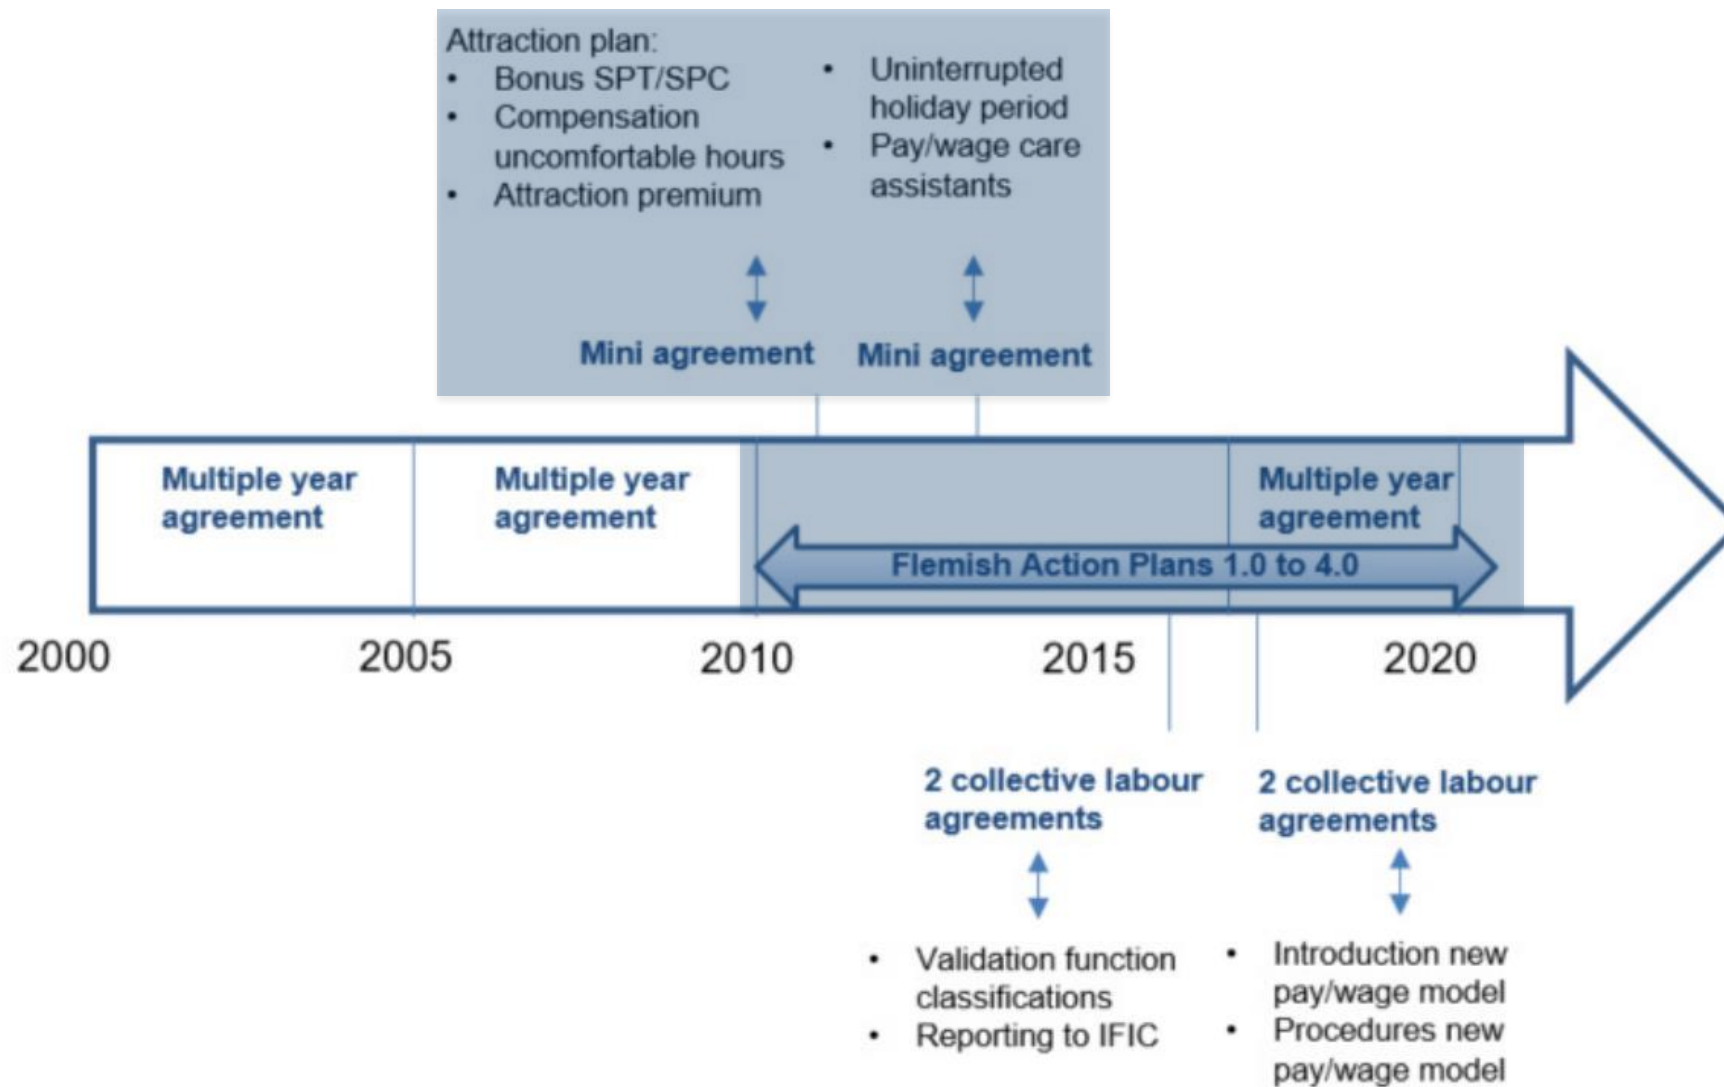 Attraction plan:
• Bonus SPT/SPC
• Compensation
uncomfortable hours
• Attraction premium
• Uninterrupted
holiday period
• Pay/wage care
assistants
Mini agreement
Mini agreement
Multiple year
agreement
Multiple year
agreement
Multiple year
agreement
Flemish Action Plans 1.0 to 4.0
2000
2005
2010
2015
2020
2 collective labour
agreements
2 collective labour
agreements
• Validation function
classifications
• Reporting to IFIC
• Introduction new
pay/wage model
• Procedures new
pay/wage model